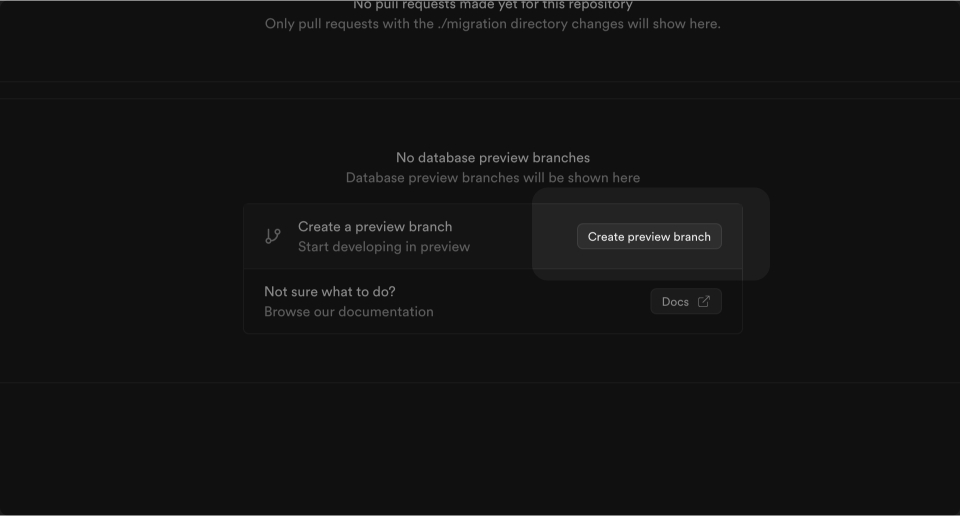 No pull requests made yet for this repository
Only pull requests with the ./migration directory changes will show here.
No database preview branches
Database preview branches will be shown here
Create a preview branch
Start developing in preview
Create preview branch
Not sure what to do?
Browse our documentation
Docs